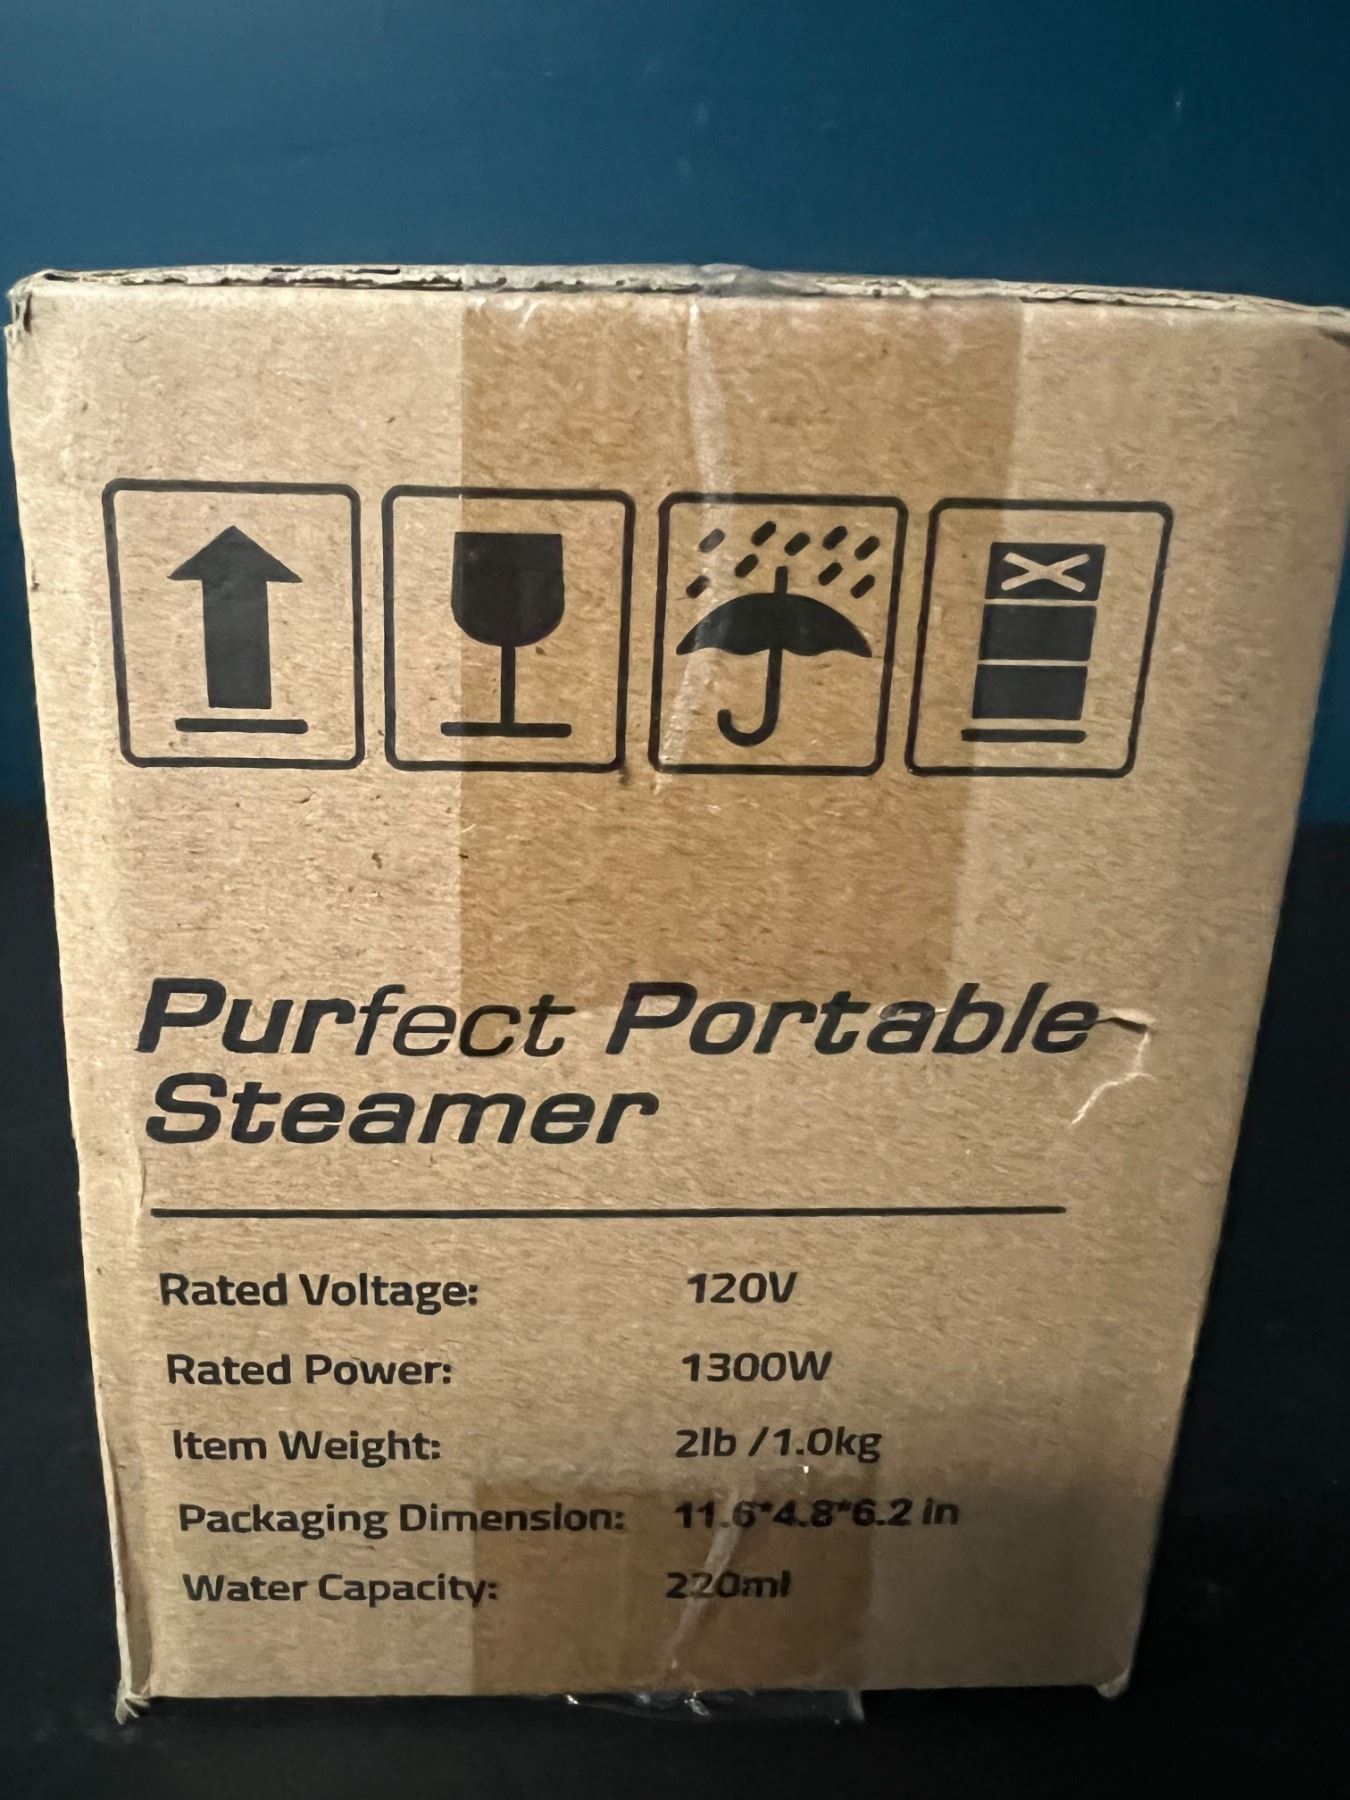 Purfect Portable
Steamer
Rated Voltage: 120V
Rated Power: 1300W
Item Weight: 2lb /1.0kg
Packaging Dimension: 11.6*4.8*6.2 in
Water Capacity: 220ml